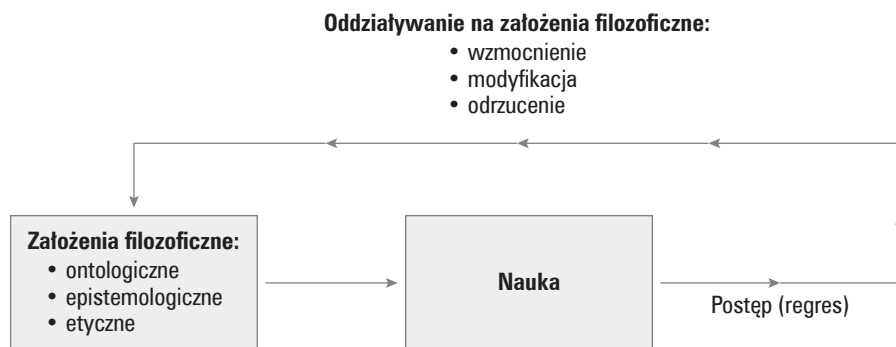 Oddziaływanie na założenia filozoficzne:
• wzmocnienie
• modyfikacja
• odrzucenie
Założenia filozoficzne:
• ontologiczne
• epistemologiczne
• etyczne
Nauka
Postęp (regres)